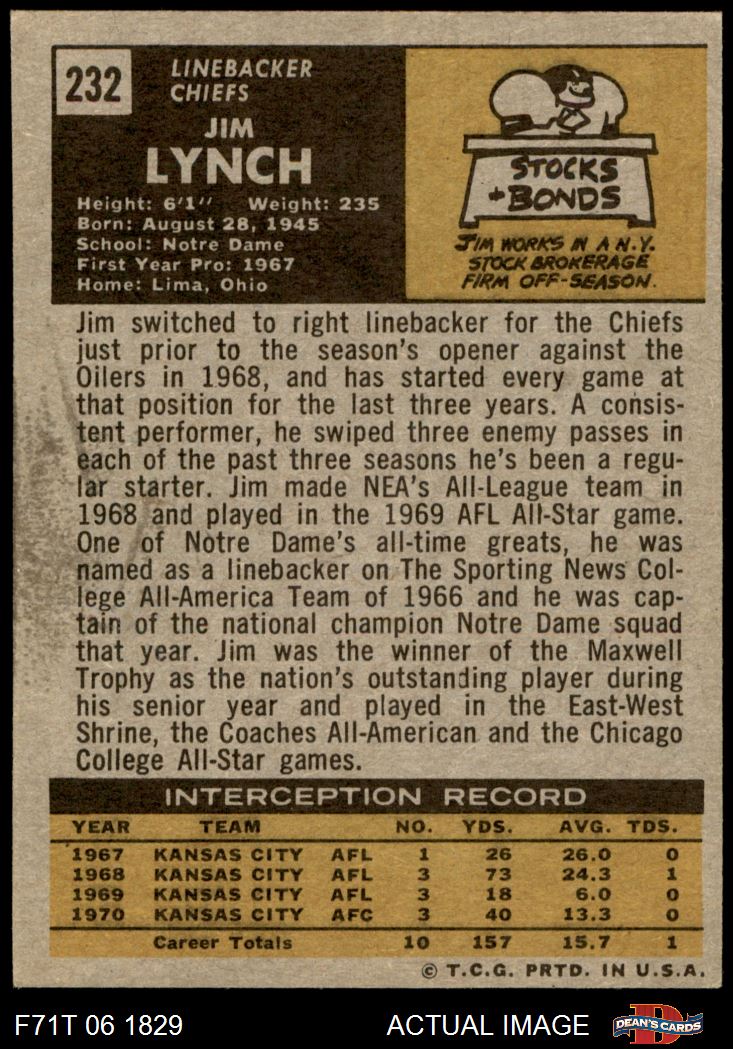 232
LINEBACKER
CHIEFS
JIM
LYNCH
Height: 6'1" Weight: 235
Born: August 28, 1945
School: Notre Dame
First Year Pro: 1967
Home: Lima, Ohio
STOCKS
+BONDS
JIM WORKS IN A N.Y.
STOCK BROKERAGE
FIRM OFF-SEASON.
Jim switched to right linebacker for the Chiefs
just prior to the season's opener against the
Oilers in 1968, and has started every game at
that position for the last three years. A consis-
tent performer, he swiped three enemy passes in
each of the past three seasons he's been a regu-
lar starter. Jim made NEA's All-League team in
1968 and played in the 1969 AFL All-Star game.
One of Notre Dame's all-time greats, he was
named as a linebacker on The Sporting News Col-
lege All-America Team of 1966 and he was cap-
tain of the national champion Notre Dame squad
that year. Jim was the winner of the Maxwell
Trophy as the nation's outstanding player during
his senior year and played in the East-West
Shrine, the Coaches All-American and the Chicago
College All-Star games.
INTERCEPTION RECORD
YEAR TEAM NO. YDS. AVG. TDS.
1967 KANSAS CITY AFL 1 26 26.0 0
1968 KANSAS CITY AFL 3 73 24.3 1
1969 KANSAS CITY AFL 3 18 6.0 0
1970 KANSAS CITY AFC 3 40 13.3 0
Career Totals 10 157 15.7 1
© T.C.G. PRTD. IN U.S.A.
F71T 06 1829 ACTUAL IMAGE D DEAN'S CARDS